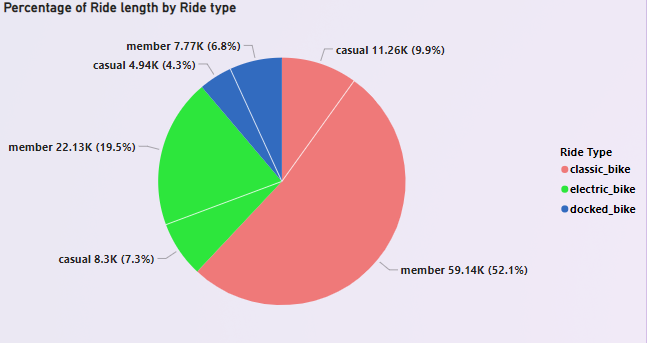 Percentage of Ride length by Ride type
member 7.77K (6.8%)
casual 11.26K (9.9%)
casual 4.94K (4.3%)
member 22.13K (19.5%)
Ride Type
classic_bike
electric_bike
docked_bike
casual 8.3K (7.3%)
member 59.14K (52.1%)